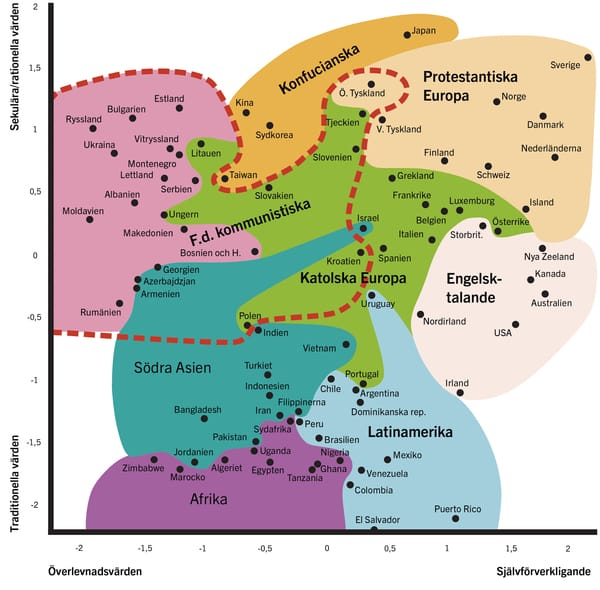 Sekulära/rationella värden
Traditionella värden
2
1,5
1
0,5
0
-0,5
-1
-1,5
-2
Japan
Konfucianska
Sverige
Protestantiska
Europa
Ö. Tyskland
Norge
Estland
Kina
Bulgarien
Ryssland
Sydkorea
Tjeckien
V. Tyskland
Danmark
Ukraina
Vitryssland
Litauen
Montenegro
Slovenien
Finland
Nederländerna
Lettland
Serbien
Taiwan
Grekland
Schweiz
Albanien
Slovakien
Frankrike
Luxemburg
Moldavien
Ungern
F.d. kommunistiska
Israel
Belgien
Island
Österrike
Makedonien
Italien
Storbrit.
Bosnien och H.
Kroatien
Spanien
Nya Zeeland
Georgien
Azerbajdzjan
Armenien
Katolska Europa
Engelsk-
talande
Kanada
Australien
Rumänien
Uruguay
Polen
Indien
Nordirland
USA
Vietnam
Södra Asien
Turkiet
Portugal
Irland
Indonesien
Chile
Argentina
Filippinerna
Dominikanska rep.
Bangladesh
Iran
Sydafrika
Peru
Latinamerika
Pakistan
Brasilien
Jordanien
Uganda
Nigeria
Mexiko
Zimbabwe
Marocko
Algeriet
Egypten
Tanzania
Ghana
Venezuela
Afrika
Colombia
El Salvador
Puerto Rico
-2
-1,5
-1
-0,5
0
0,5
1
1,5
2
Överlevnadsvärden
Självförverkligande